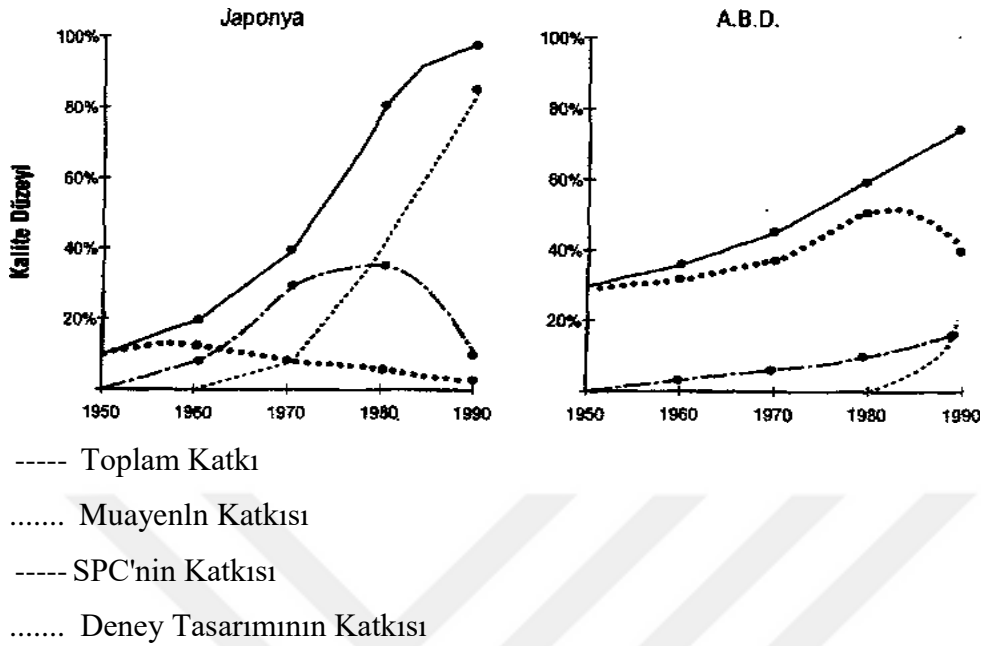 Japonya
A.B.D.
Kalite Düzeyi
100%
80%
60%
40%
20%
1950 1960 1970 1980 1990
100%
80%
60%
40%
20%
1950 1960 1970 1980 1990
----- Toplam Katkı
....... Muayenln Katkısı
----- SPC'nin Katkısı
....... Deney Tasarımının Katkısı